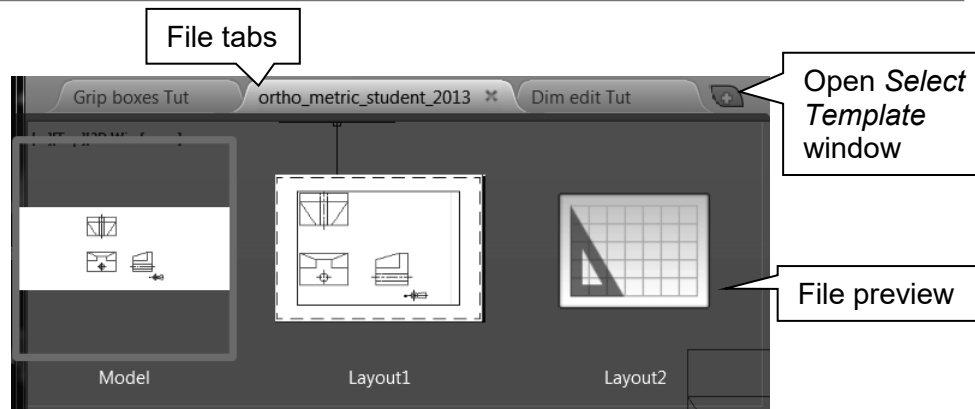 File tabs
Open Select
Template
window
Grip boxes Tut
ortho_metric_student_2013
Dim edit Tut
File preview
Model
Layout1
Layout2